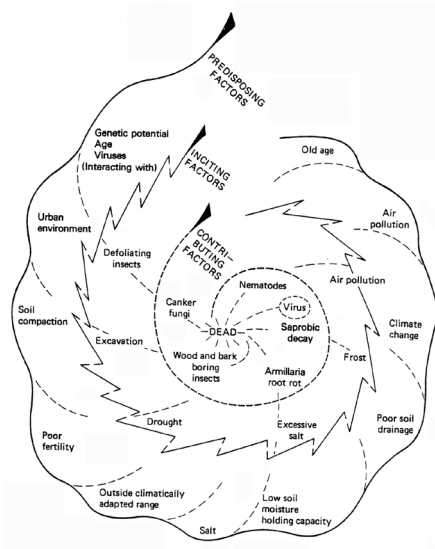 PREDISPOSING
FACTORS
Genetic potential
Age
Viruses
(Interacting with)
INCITING
FACTORS
Old age
Urban
environment
CONTRI-
BUTING
FACTORS
Air
pollution
Defoliating
insects
Nematodes
Air pollution
Canker
fungi
Virus
Soil
compaction
DEAD
Saprobic
decay
Climate
change
Excavation
Wood and bark
boring
insects
Frost
Armillaria
root rot
Drought
Excessive
salt
Poor soil
drainage
Poor
fertility
Outside climatically
adapted range
Salt
Low soil
moisture
holding capacity